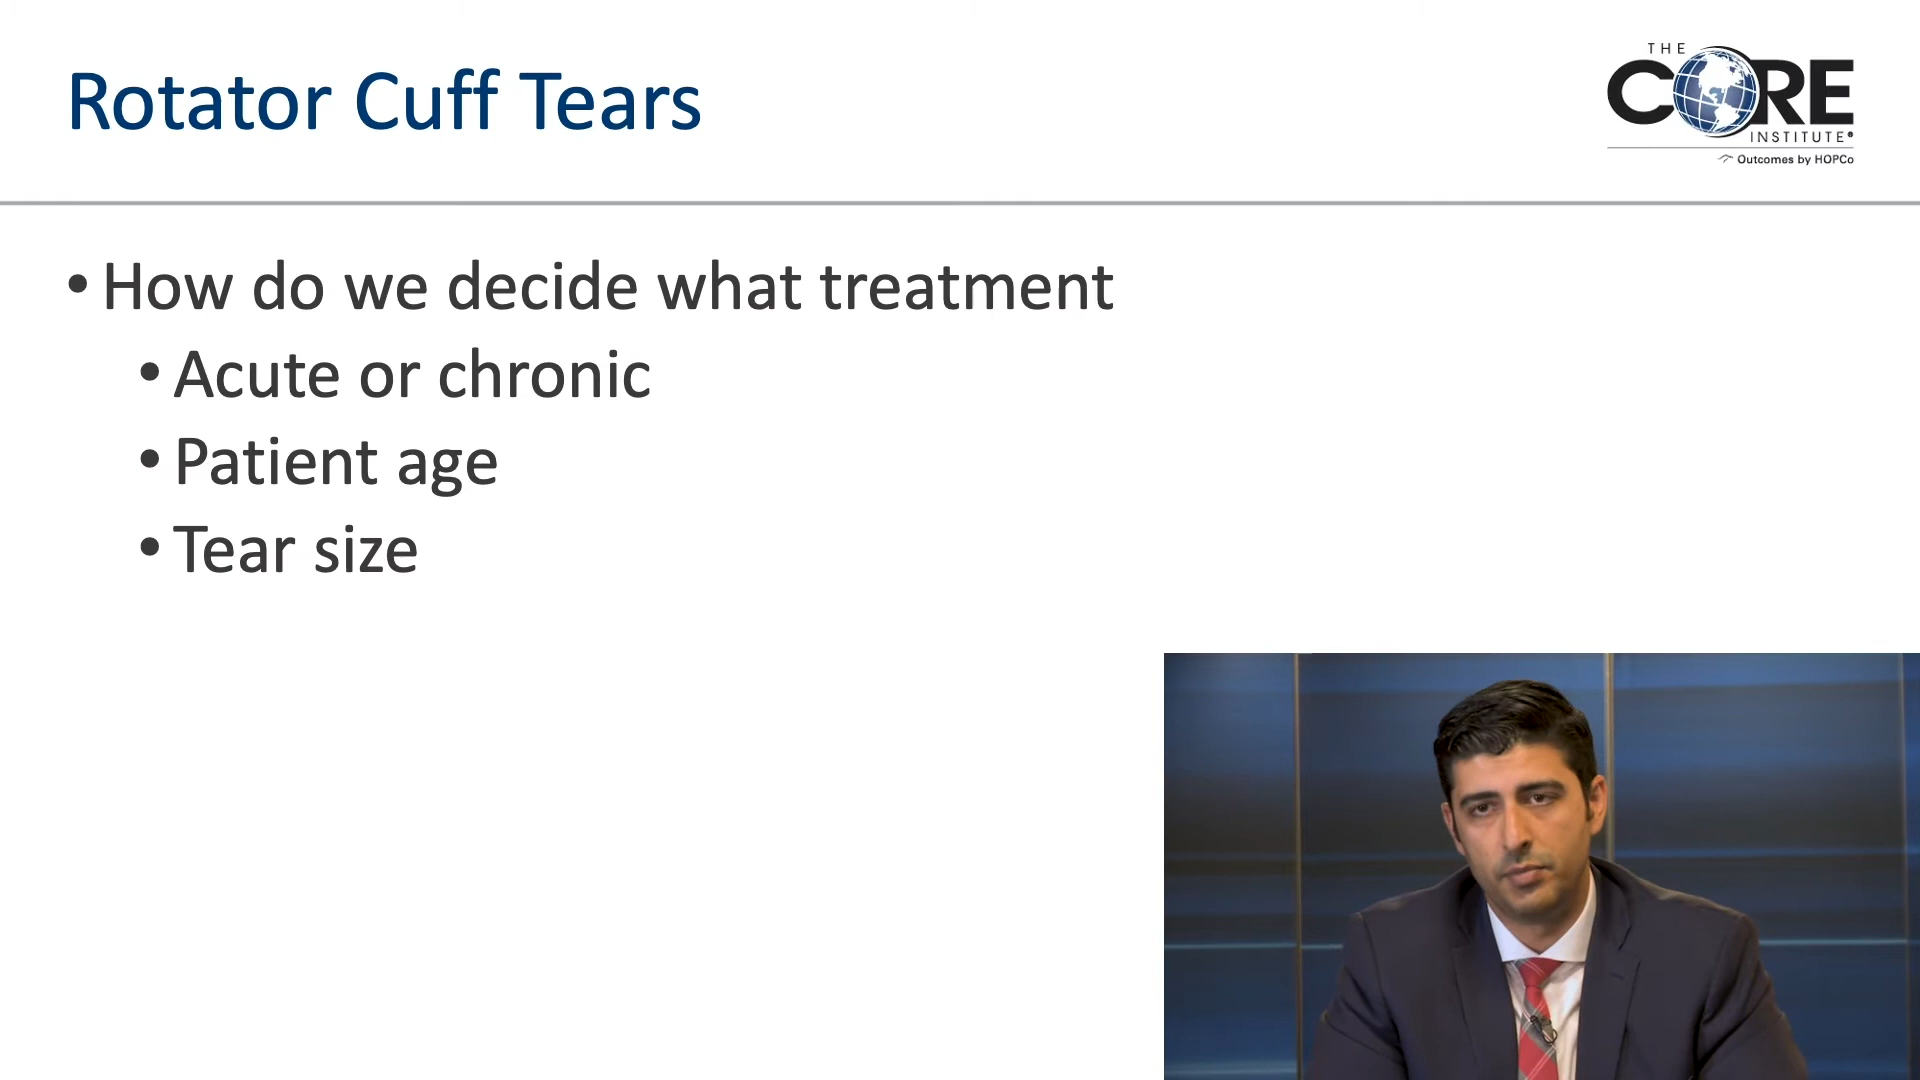 Rotator Cuff Tears
THE
CORE
INSTITUTE®
Outcomes by HOPCo
• How do we decide what treatment
• Acute or chronic
• Patient age
• Tear size